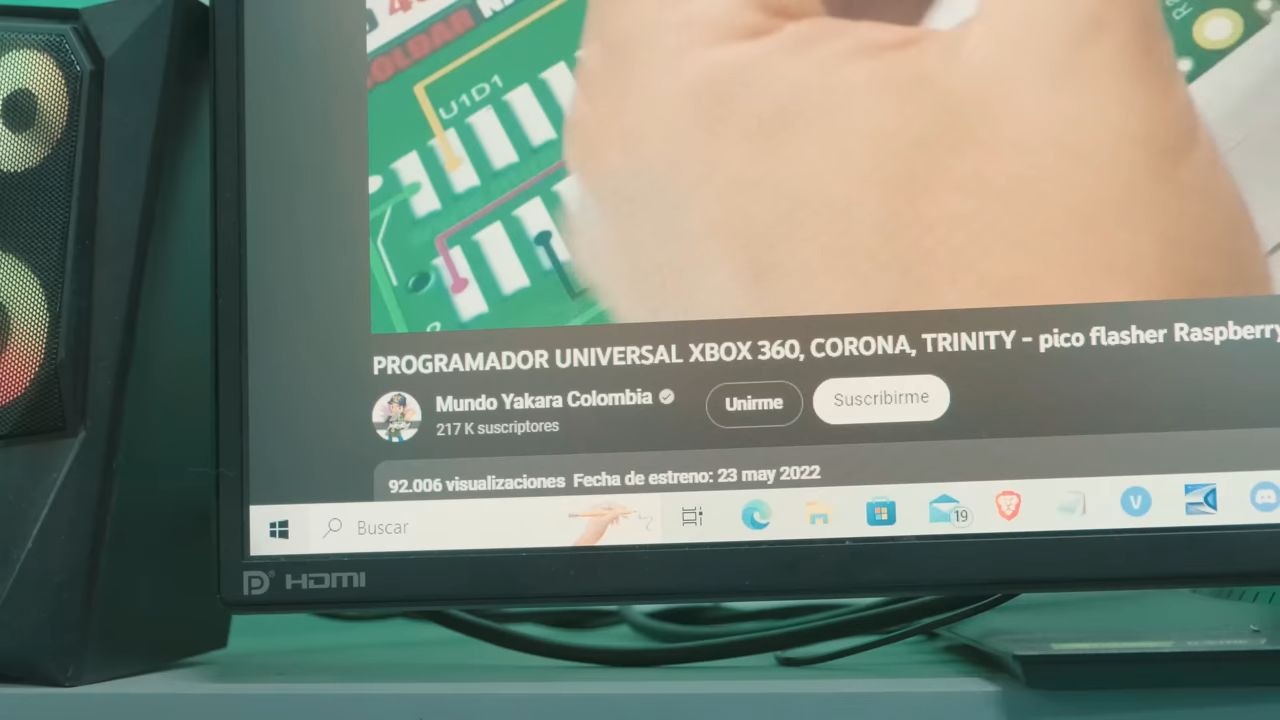 SOLDAR
U1D1
PROGRAMADOR UNIVERSAL XBOX 360, CORONA, TRINITY - pico flasher Raspberry
Mundo Yakara Colombia
Unirme
Suscribirme
217 K suscriptores
92.006 visualizaciones Fecha de estreno: 23 may 2022
Buscar
19
V
HDMI